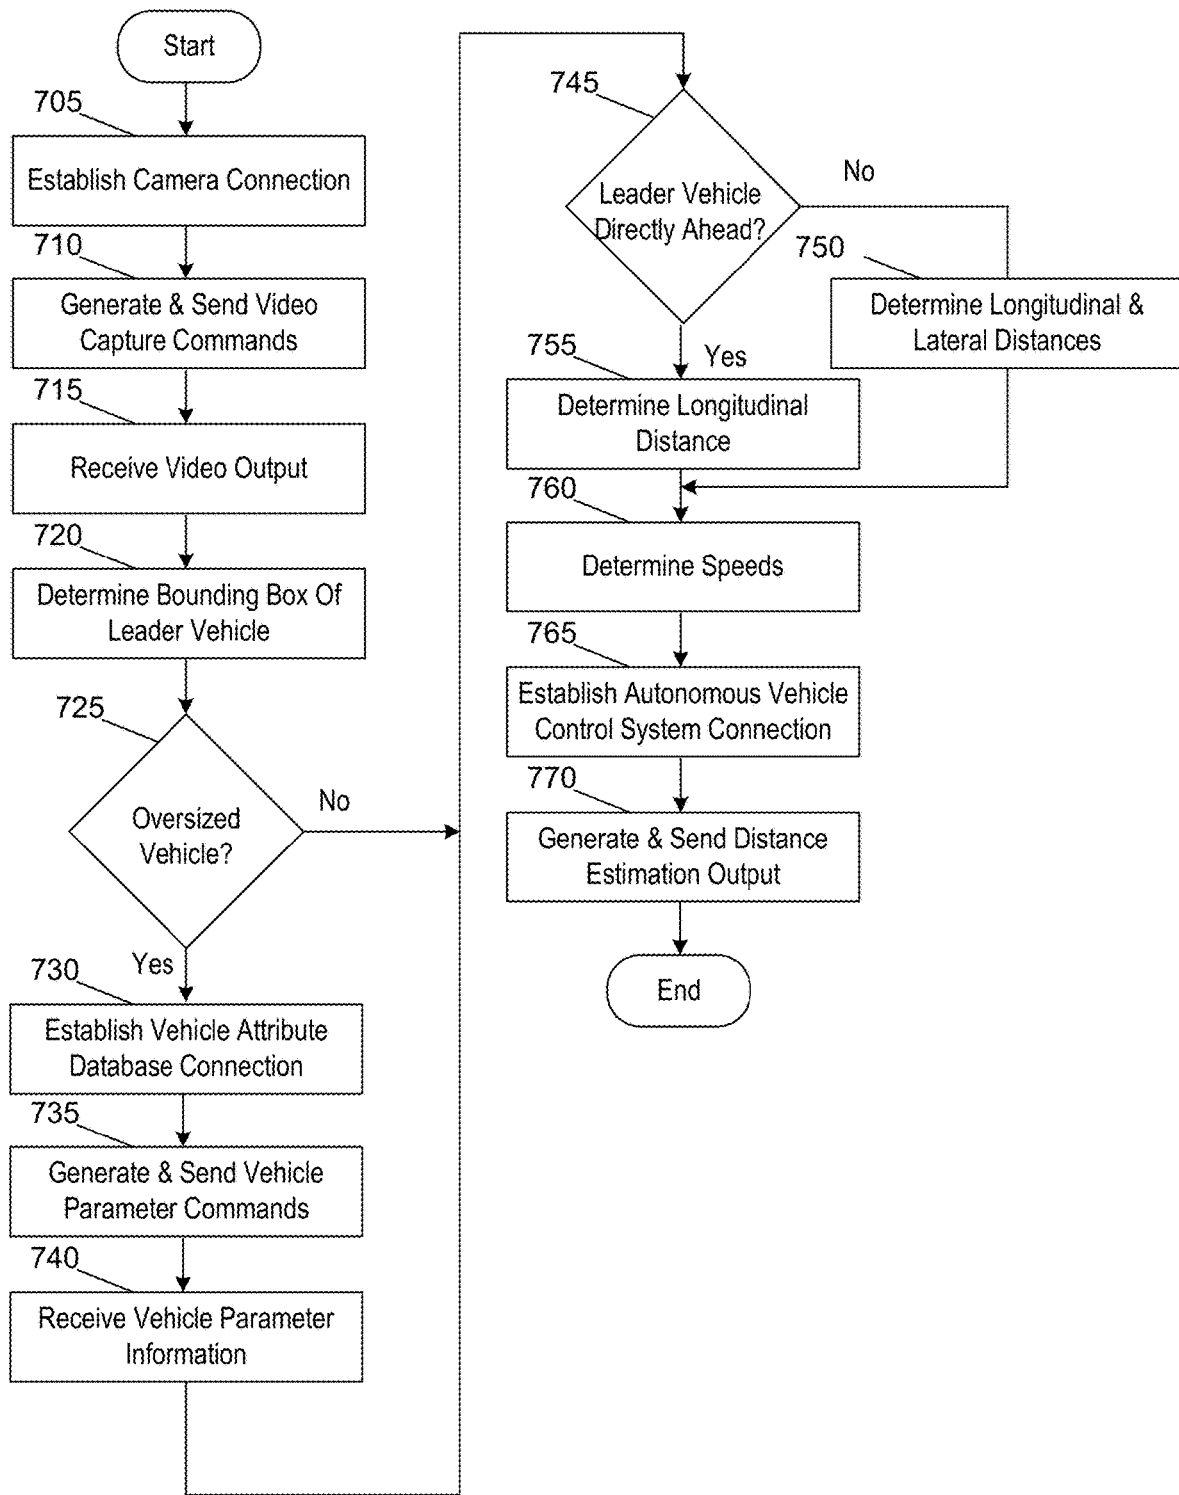 Start
705
Establish Camera Connection
710
Generate & Send Video
Capture Commands
715
Receive Video Output
720
Determine Bounding Box Of
Leader Vehicle
725
Oversized
Vehicle?
No
Yes
730
Establish Vehicle Attribute
Database Connection
735
Generate & Send Vehicle
Parameter Commands
740
Receive Vehicle Parameter
Information
745
Leader Vehicle
Directly Ahead?
No
750
Determine Longitudinal &
Lateral Distances
Yes
755
Determine Longitudinal
Distance
760
Determine Speeds
765
Establish Autonomous Vehicle
Control System Connection
770
Generate & Send Distance
Estimation Output
End